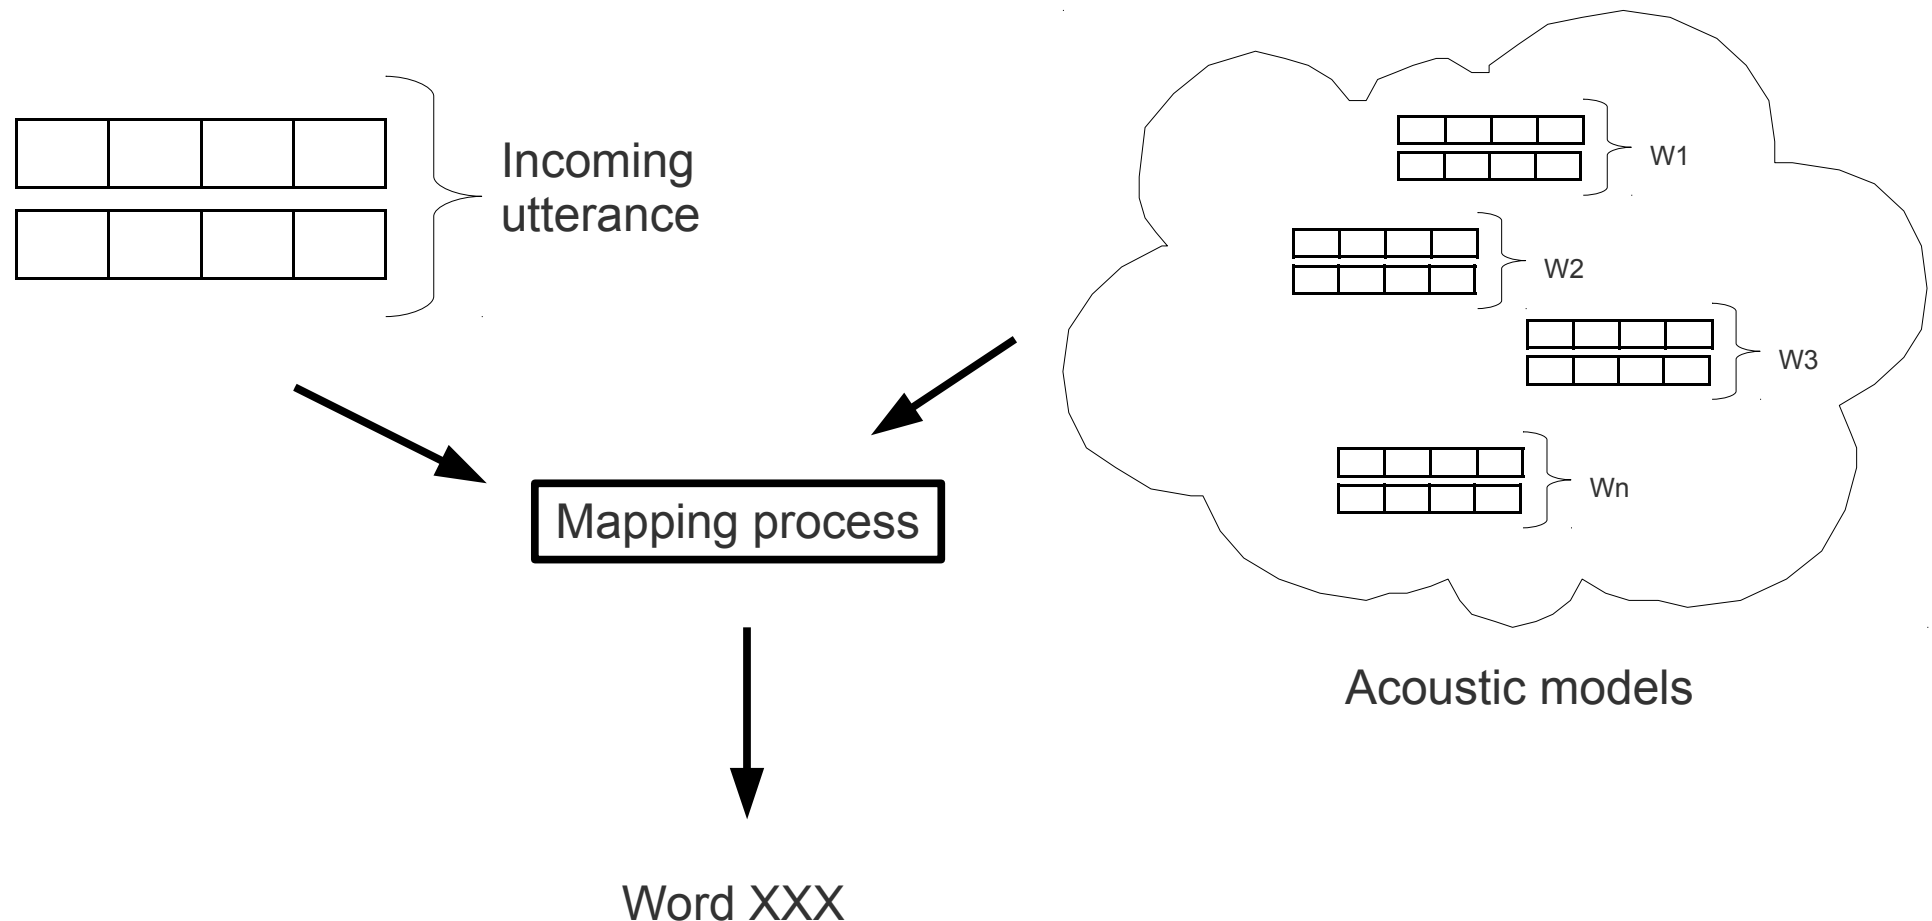 Incoming
utterance
W1
W2
W3
Wn
Mapping process
Acoustic models
Word XXX